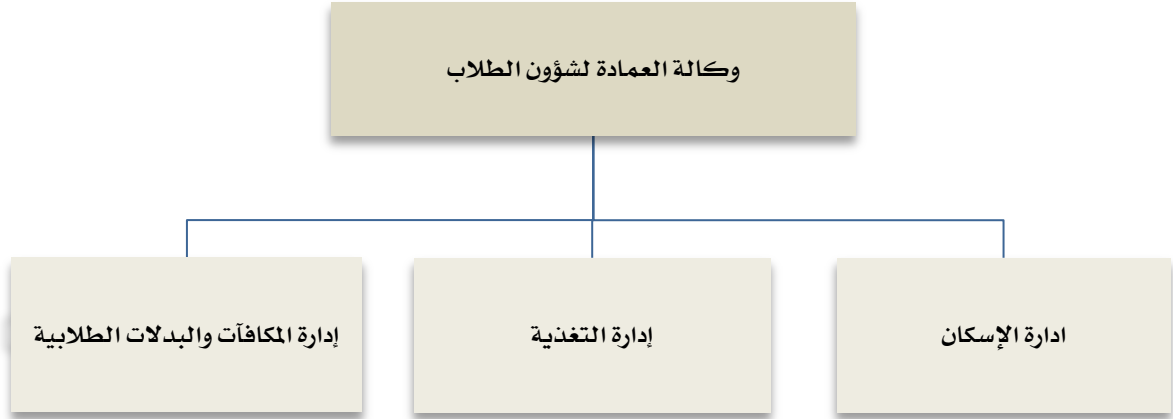 وكالة العمادة لشؤون الطلاب
ادارة الإسكان
إدارة التغذية
إدارة المكافآت والبدلات الطلابية